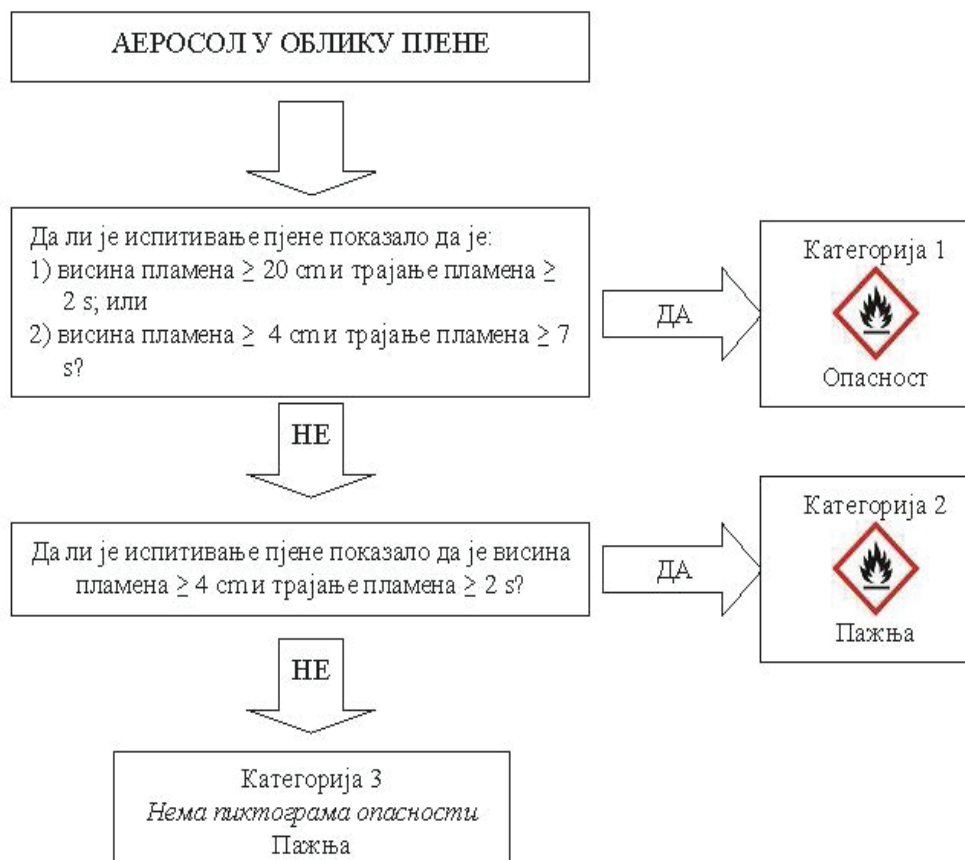 АЕРОСОЛ У ОБЛИКУ ПЈЕНЕ
Да ли је испитивање пјене показало да је:
1) висина пламена ≥ 20 cm и трајање пламена ≥
2 s; или
2) висина пламена ≥ 4 cm и трајање пламена ≥ 7
s?
ДА
Категорија 1
Опасност
НЕ
Да ли је испитивање пјене показало да је висина
пламена ≥ 4 cm и трајање пламена ≥ 2 s?
ДА
Категорија 2
Пажња
НЕ
Категорија 3
Нема пиктограма опасности
Пажња